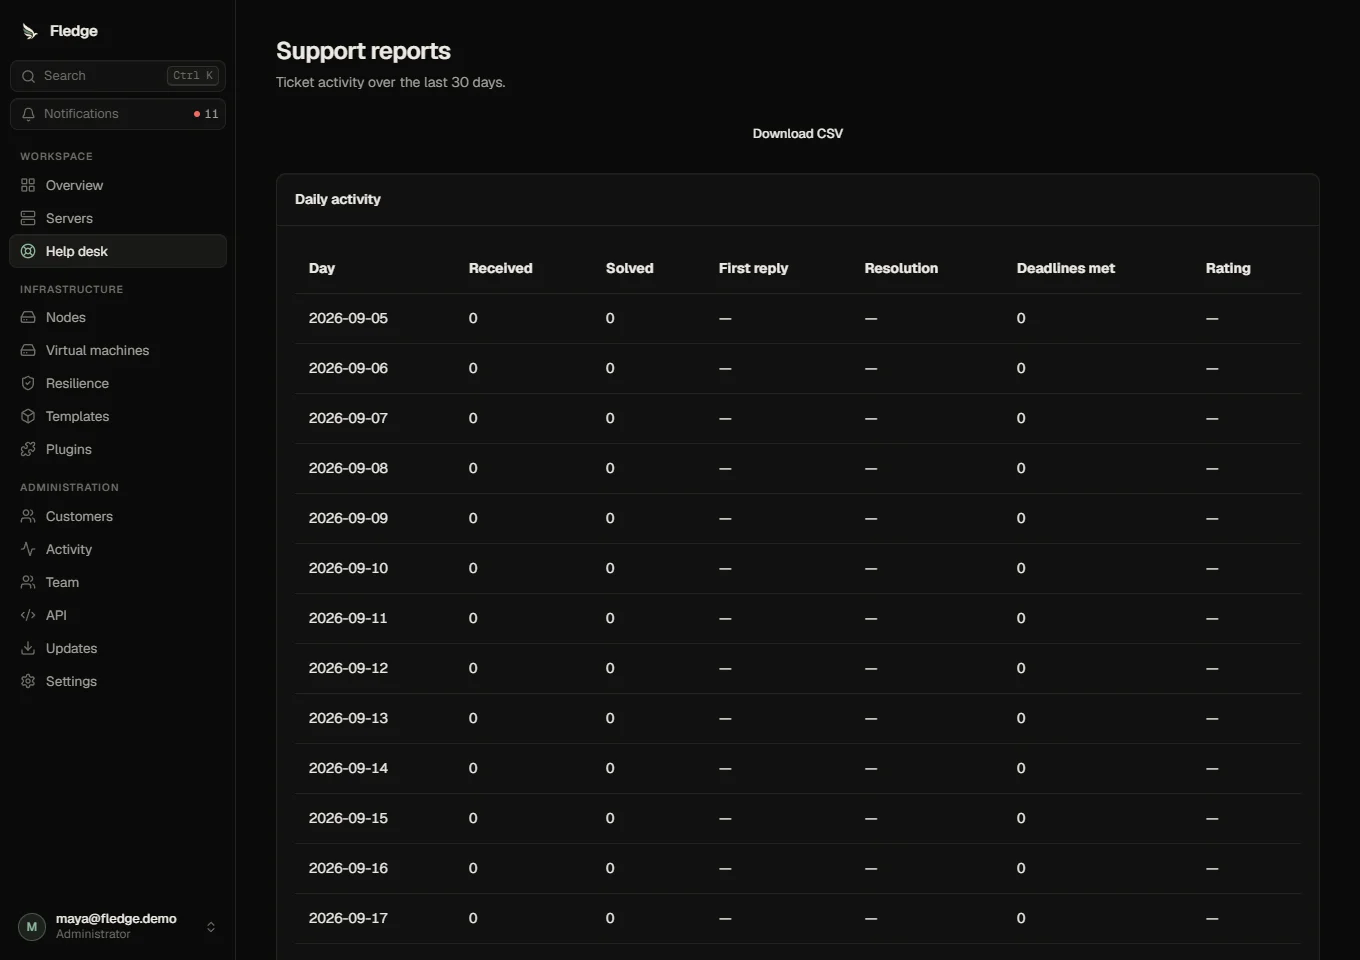 Fledge
Search Ctrl K
Notifications 11
WORKSPACE
Overview
Servers
Help desk
INFRASTRUCTURE
Nodes
Virtual machines
Resilience
Templates
Plugins
ADMINISTRATION
Customers
Activity
Team
API
Updates
Settings
M
maya@fledge.demo
Administrator
Support reports
Ticket activity over the last 30 days.
Download CSV
Daily activity
Day Received Solved First reply Resolution Deadlines met Rating
2026-09-05 0 0 — — 0 —
2026-09-06 0 0 — — 0 —
2026-09-07 0 0 — — 0 —
2026-09-08 0 0 — — 0 —
2026-09-09 0 0 — — 0 —
2026-09-10 0 0 — — 0 —
2026-09-11 0 0 — — 0 —
2026-09-12 0 0 — — 0 —
2026-09-13 0 0 — — 0 —
2026-09-14 0 0 — — 0 —
2026-09-15 0 0 — — 0 —
2026-09-16 0 0 — — 0 —
2026-09-17 0 0 — — 0 —